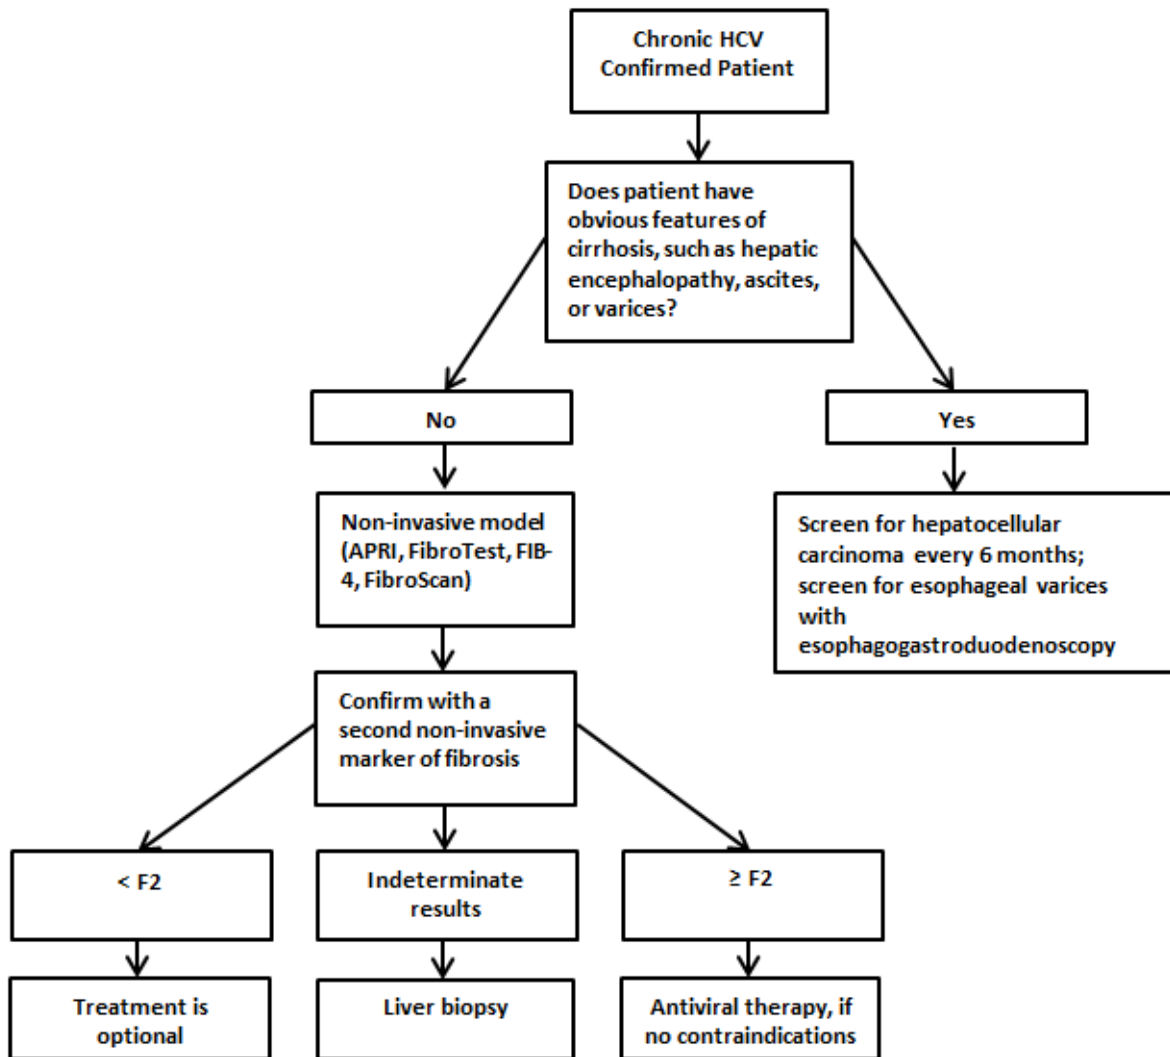 Chronic HCV
Confirmed Patient
Does patient have
obvious features of
cirrhosis, such as hepatic
encephalopathy, ascites,
or varices?
No
Yes
Non-invasive model
(APRI, FibroTest, FIB-
4, FibroScan)
Screen for hepatocellular
carcinoma every 6 months;
screen for esophageal varices
with
esophagogastroduodenoscopy
Confirm with a
second non-invasive
marker of fibrosis
< F2
Indeterminate
results
≥ F2
Treatment is
optional
Liver biopsy
Antiviral therapy, if
no contraindications